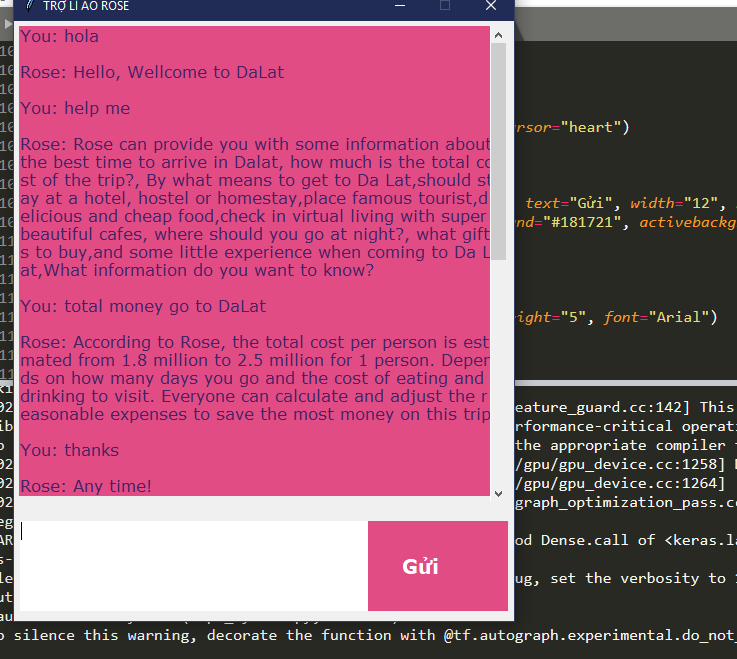 TRỢ LÍ ẢO ROSE
You: hola
Rose: Hello, Wellcome to DaLat
You: help me
Rose: Rose can provide you with some information about
the best time to arrive in Dalat, how much is the total co
st of the trip?, By what means to get to Da Lat,should st
ay at a hotel, hostel or homestay,place famous tourist,d
elicious and cheap food,check in virtual living with super
beautiful cafes, where should you go at night?, what gift
s to buy,and some little experience when coming to Da L
at,What information do you want to know?
You: total money go to DaLat
Rose: According to Rose, the total cost per person is est
mated from 1.8 million to 2.5 million for 1 person. Depen
ds on how many days you go and the cost of eating and
drinking to visit. Everyone can calculate and adjust the r
easonable expenses to save the most money on this trip
You: thanks
Rose: Any time!
Gửi
rsor="heart")
text="Gửi", width="12",
nd="#181721", activebackg
ight="5", font="Arial")
eature_guard.cc:142] This
rformance-critical operati
the appropriate compiler
/gpu/gpu_device.cc:1258]
/gpu/gpu_device.cc:1264]
ograph_optimization_pass.c
od Dense.call of <keras.la
ug, set the verbosity to 1
o silence this warning, decorate the function with @tf.autograph.experimental.do_not_